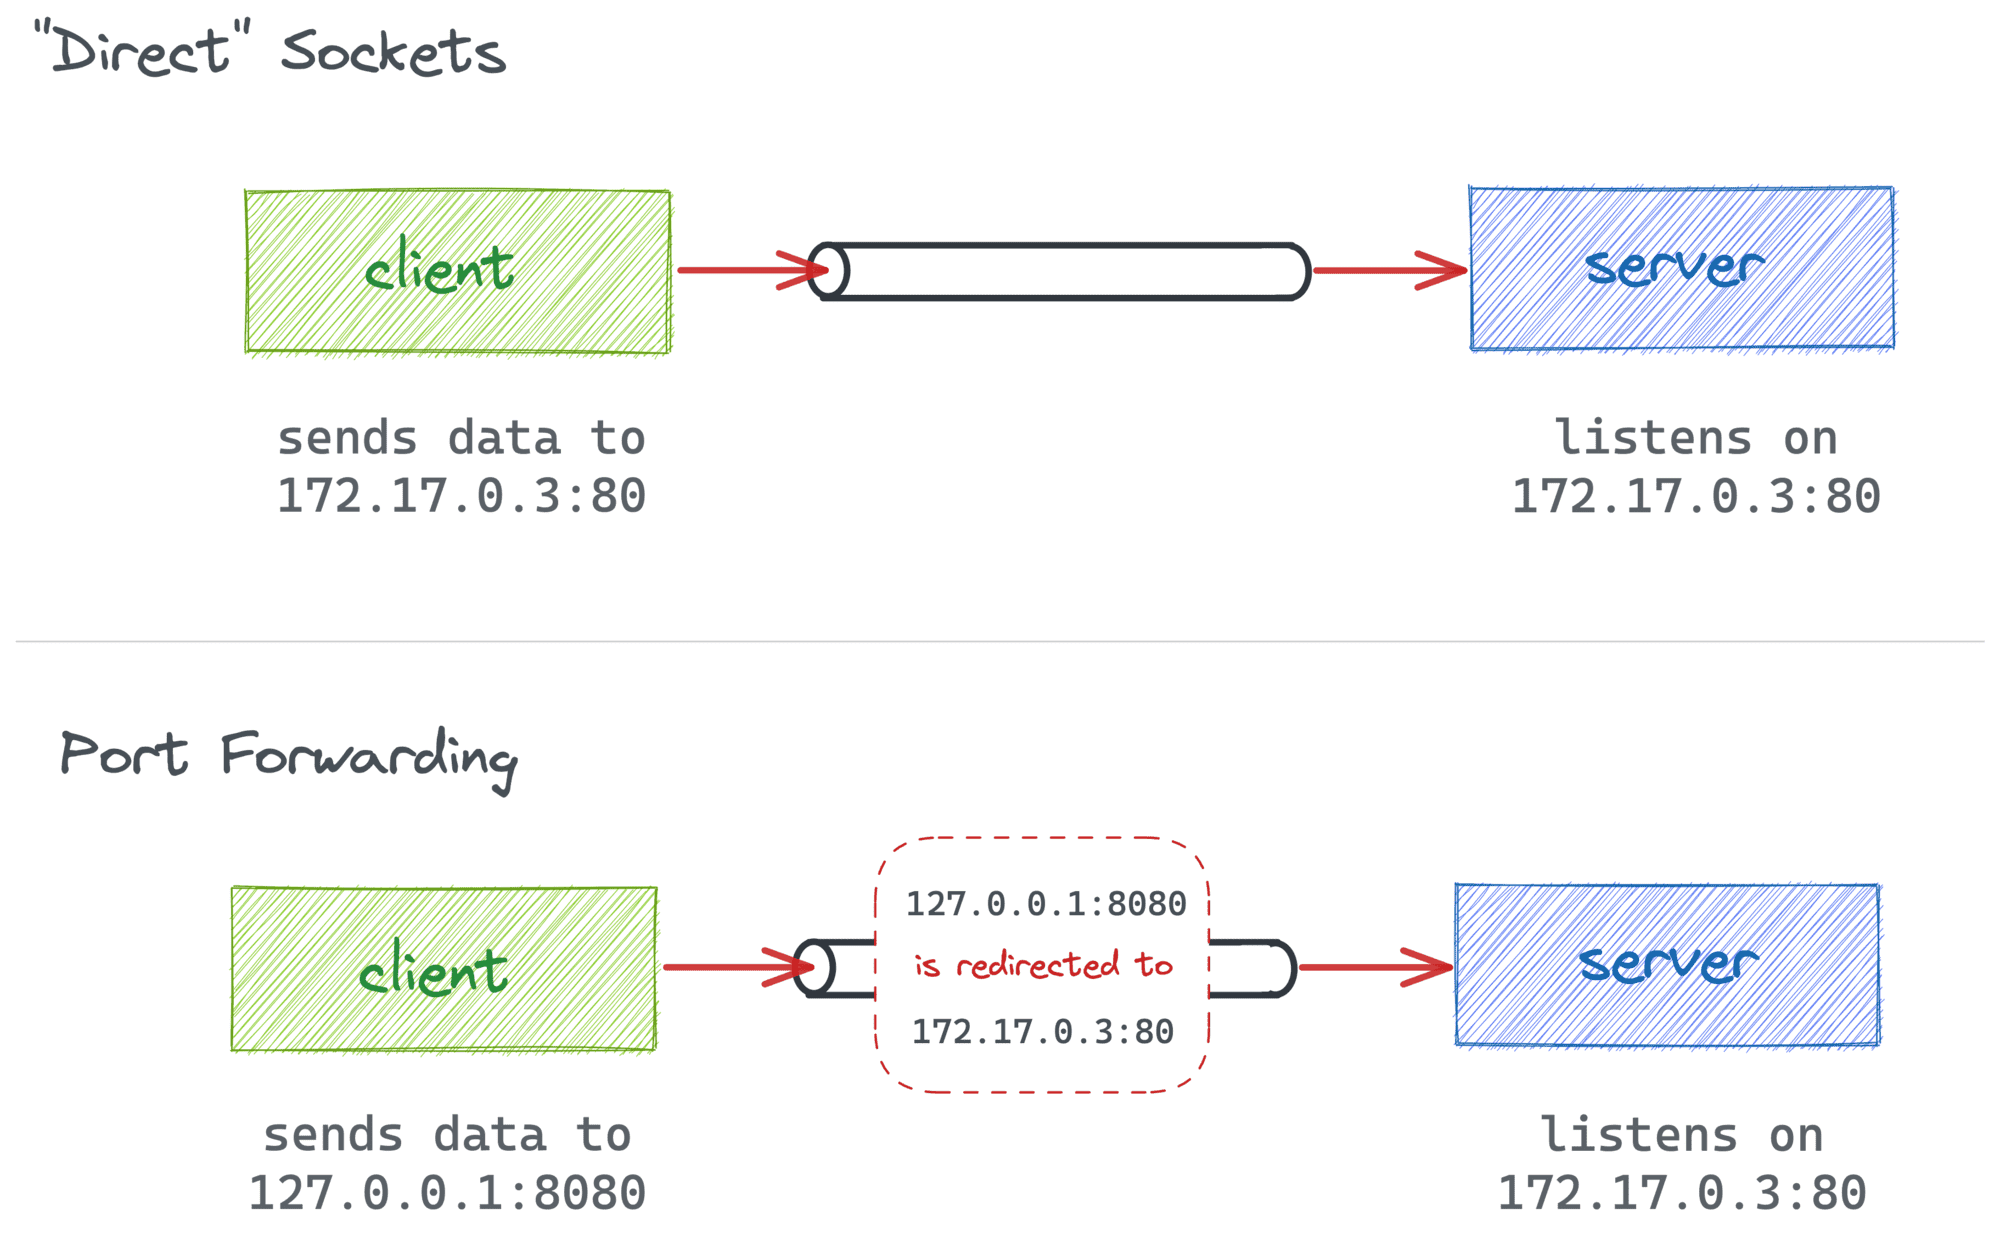 "Direct" Sockets
client
server
sends data to
172.17.0.3:80
listens on
172.17.0.3:80
Port Forwarding
client
127.0.0.1:8080
is redirected to
172.17.0.3:80
server
sends data to
127.0.0.1:8080
listens on
172.17.0.3:80